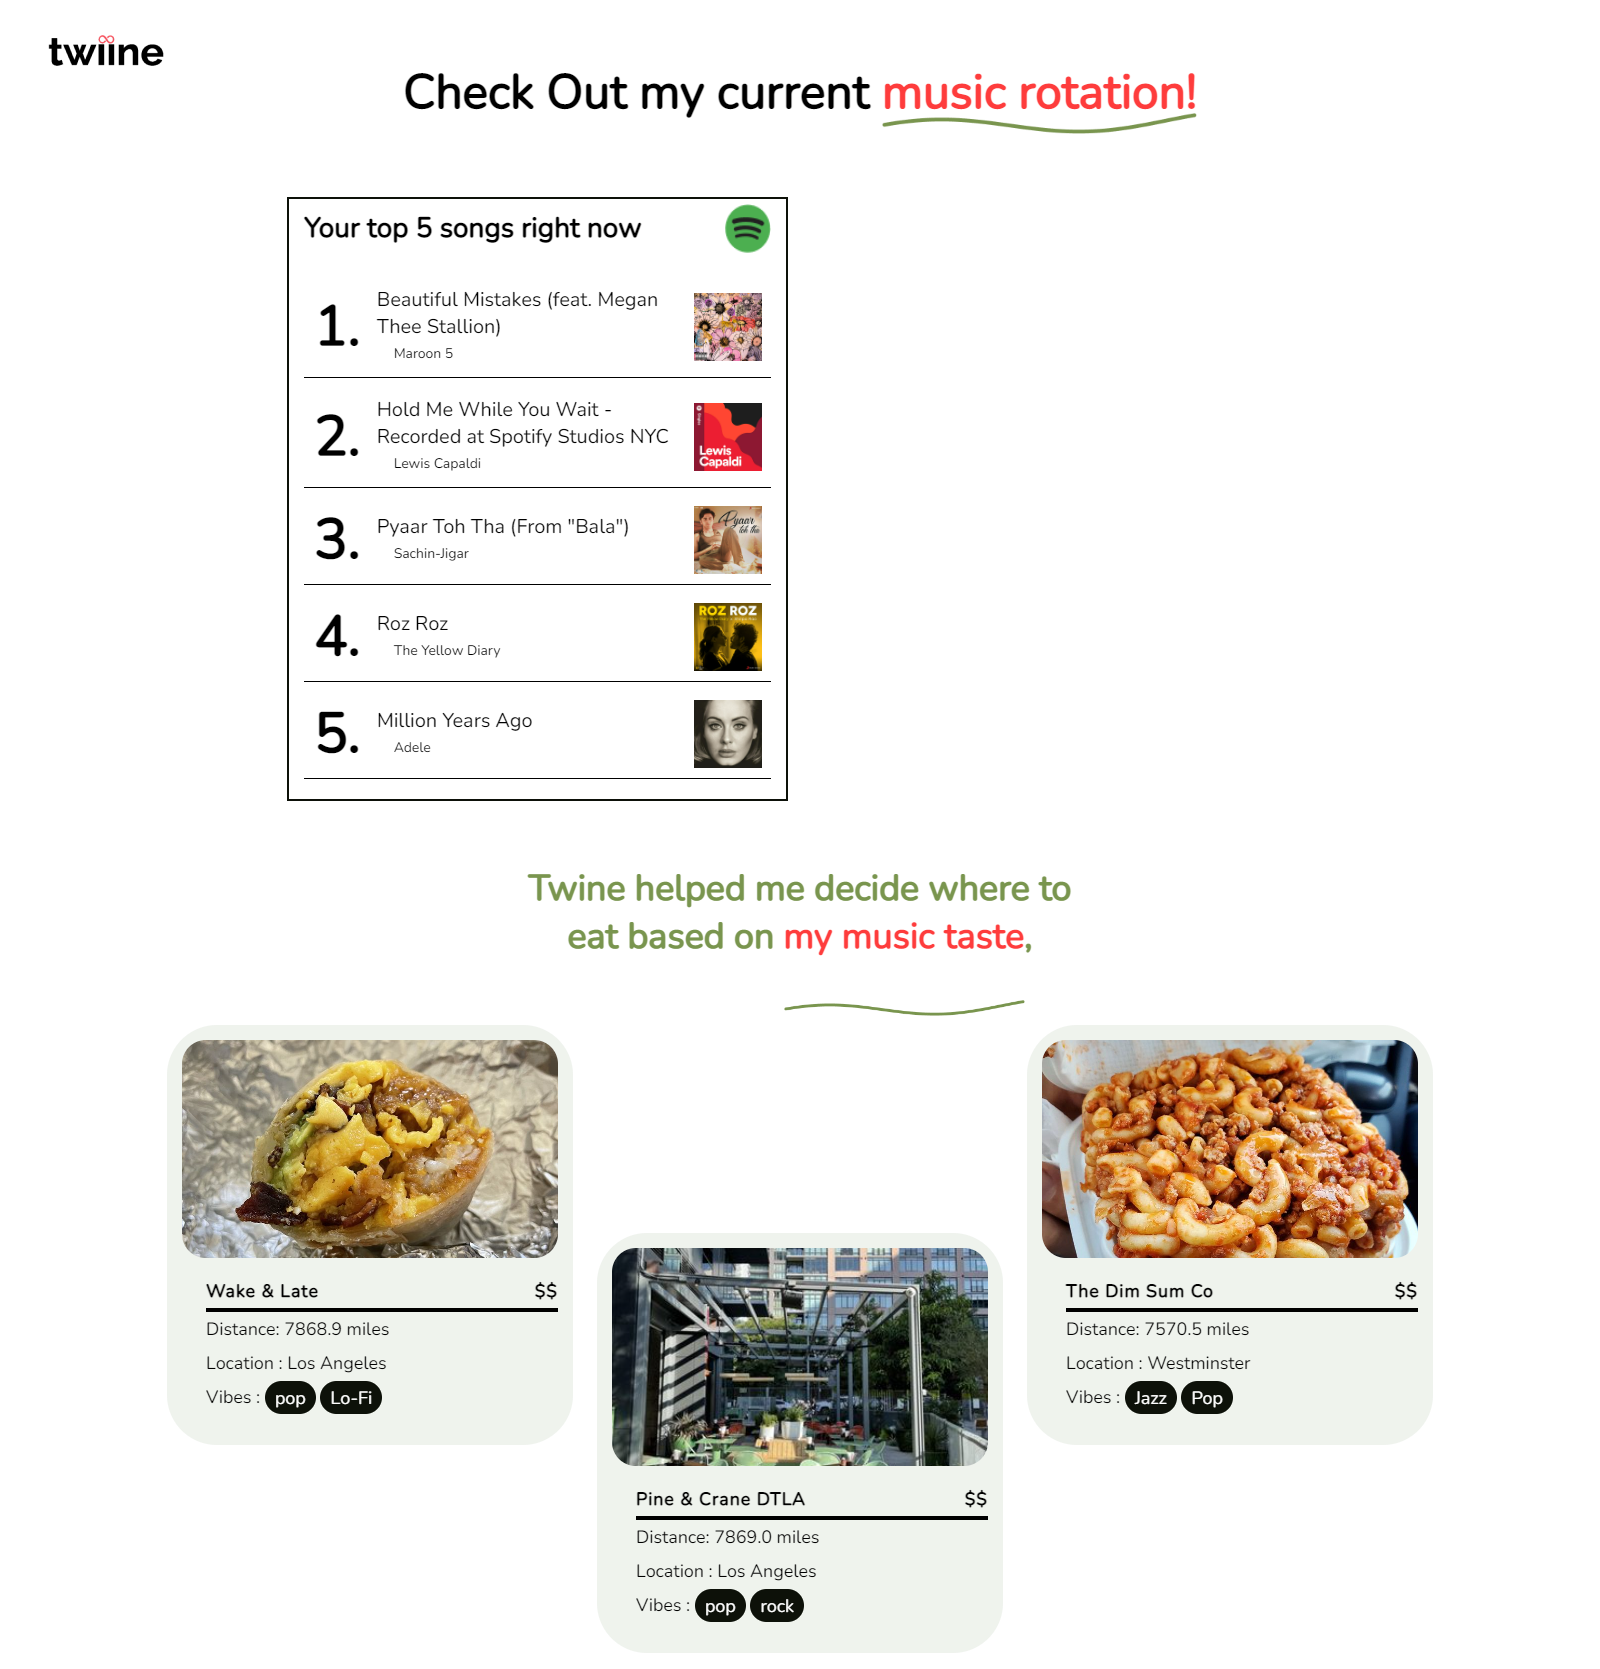 twiine
Check Out my current music rotation!
Your top 5 songs right now
1.
Beautiful Mistakes (feat. Megan
Thee Stallion)
Maroon 5
2.
Hold Me While You Wait -
Recorded at Spotify Studios NYC
Lewis Capaldi
Lewis
Capaldi
3.
Pyaar Toh Tha (From "Bala")
Sachin-Jigar
Pyaar
toh tha
4.
Roz Roz
The Yellow Diary
ROZ ROZ
5.
Million Years Ago
Adele
Twine helped me decide where to
eat based on my music taste,
Wake & Late $$
Distance: 7868.9 miles
Location : Los Angeles
Vibes : pop Lo-Fi
Pine & Crane DTLA $$
Distance: 7869.0 miles
Location : Los Angeles
Vibes : pop rock
The Dim Sum Co $$
Distance: 7570.5 miles
Location : Westminster
Vibes : Jazz Pop